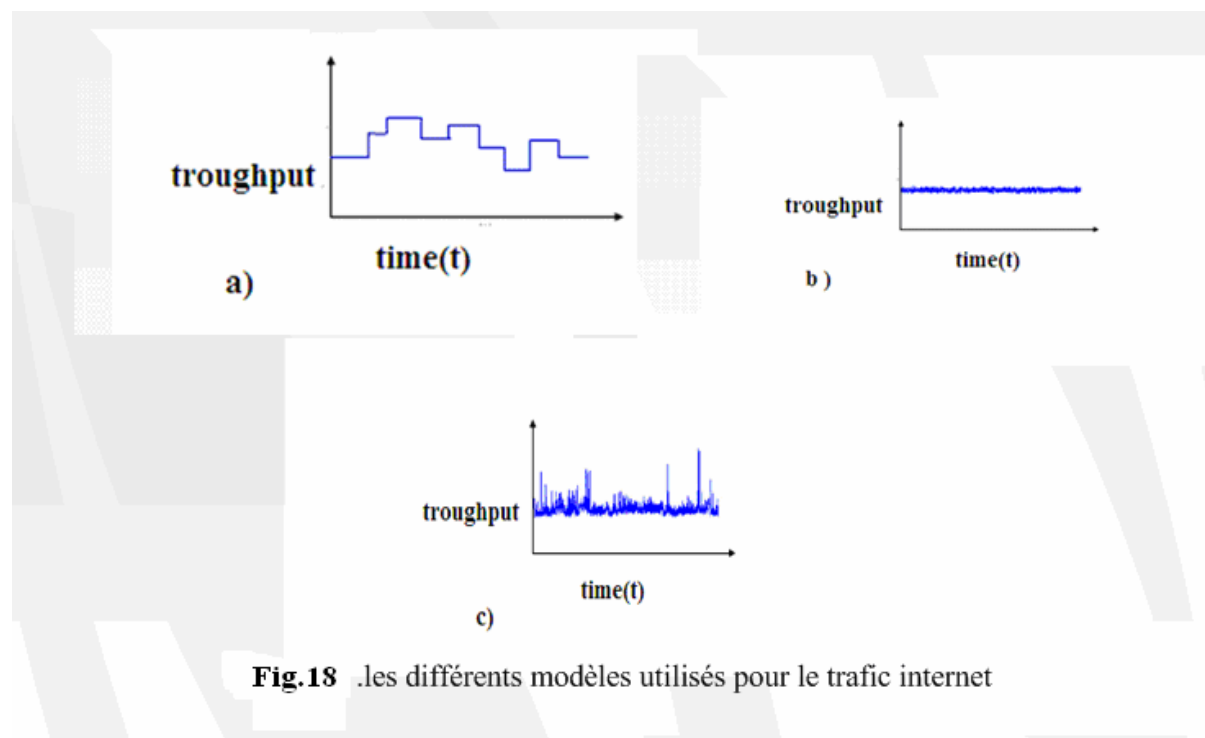 troughput
time(t)
a)
troughput
time(t)
b )
troughput
time(t)
c)
Fig.18 .les différents modèles utilisés pour le trafic internet